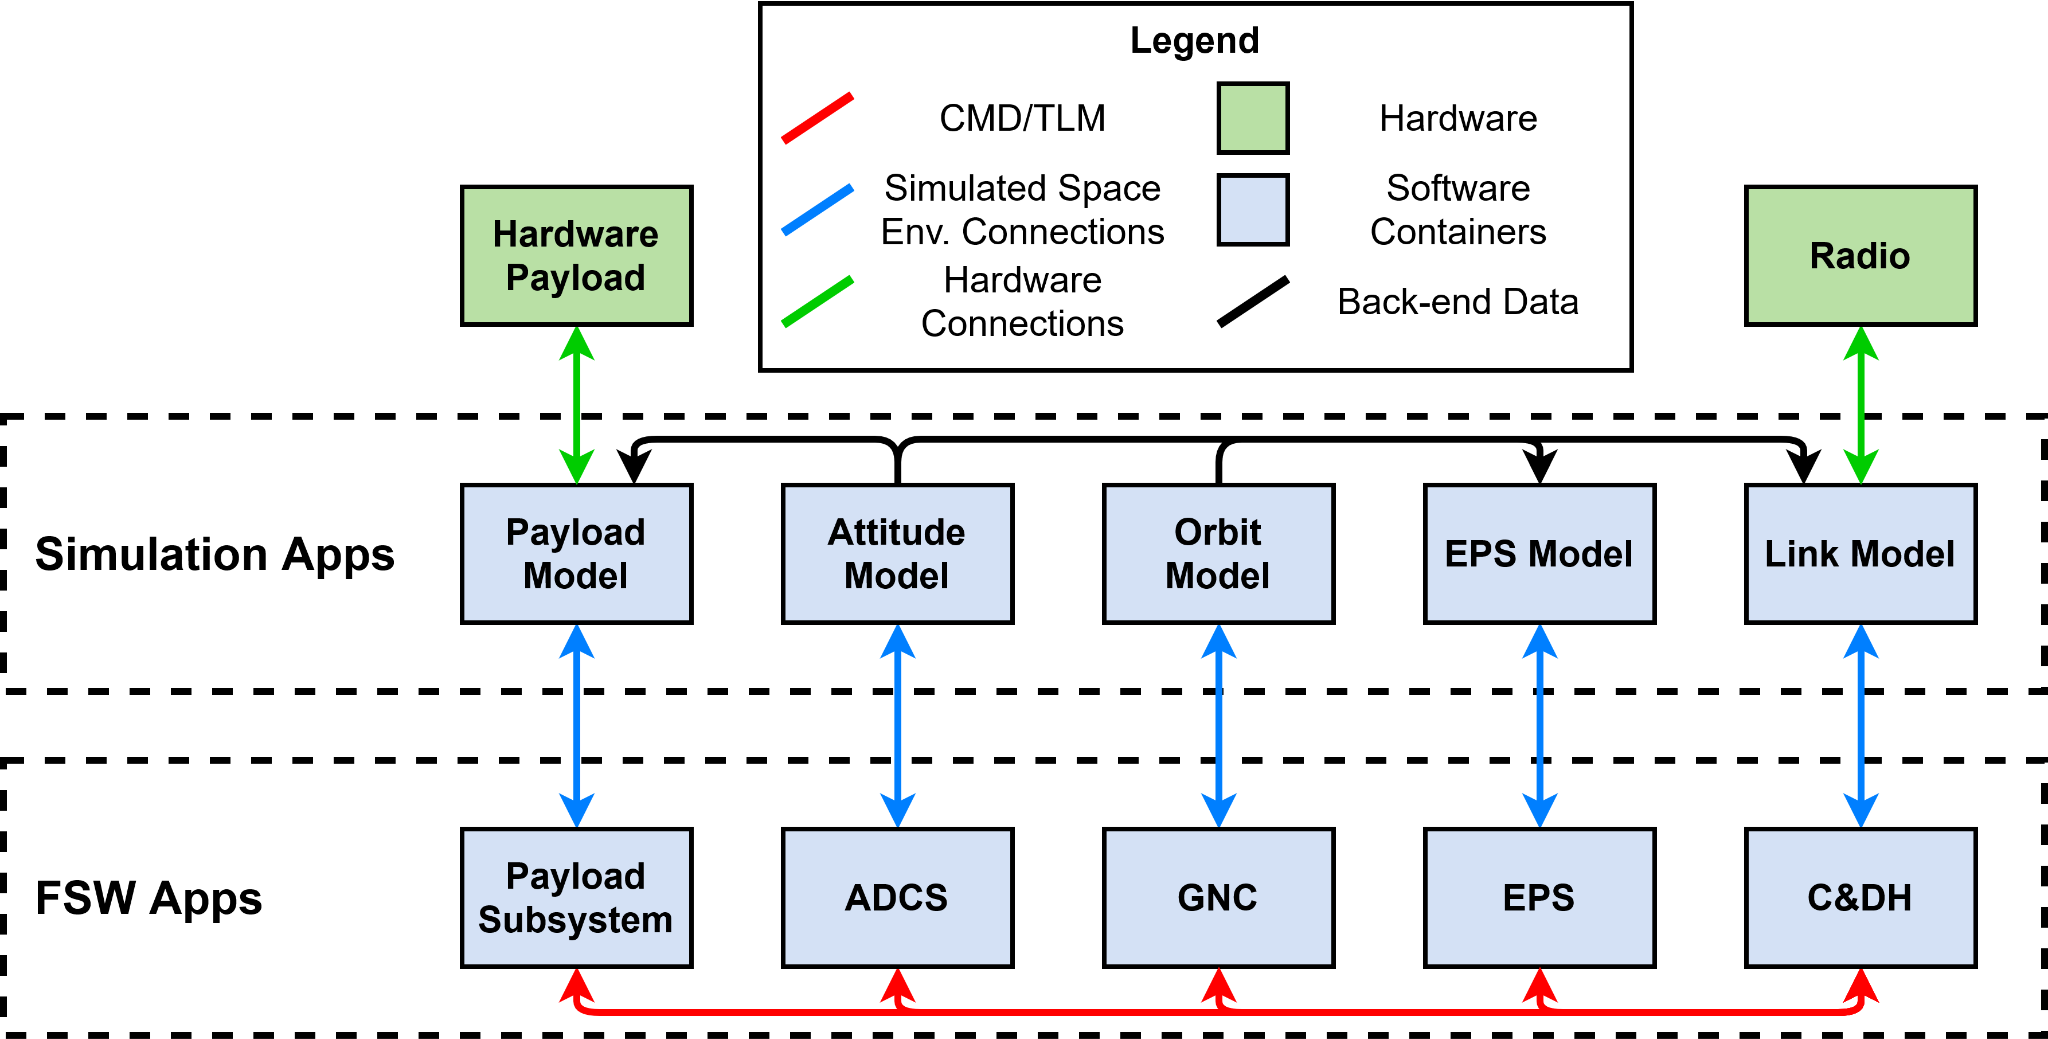 Legend
CMD/TLM
Hardware
Simulated Space
Env. Connections
Software
Containers
Hardware
Connections
Back-end Data
Hardware
Payload
Radio
Simulation Apps
Payload
Model
Attitude
Model
Orbit
Model
EPS Model
Link Model
FSW Apps
Payload
Subsystem
ADCS
GNC
EPS
C&DH